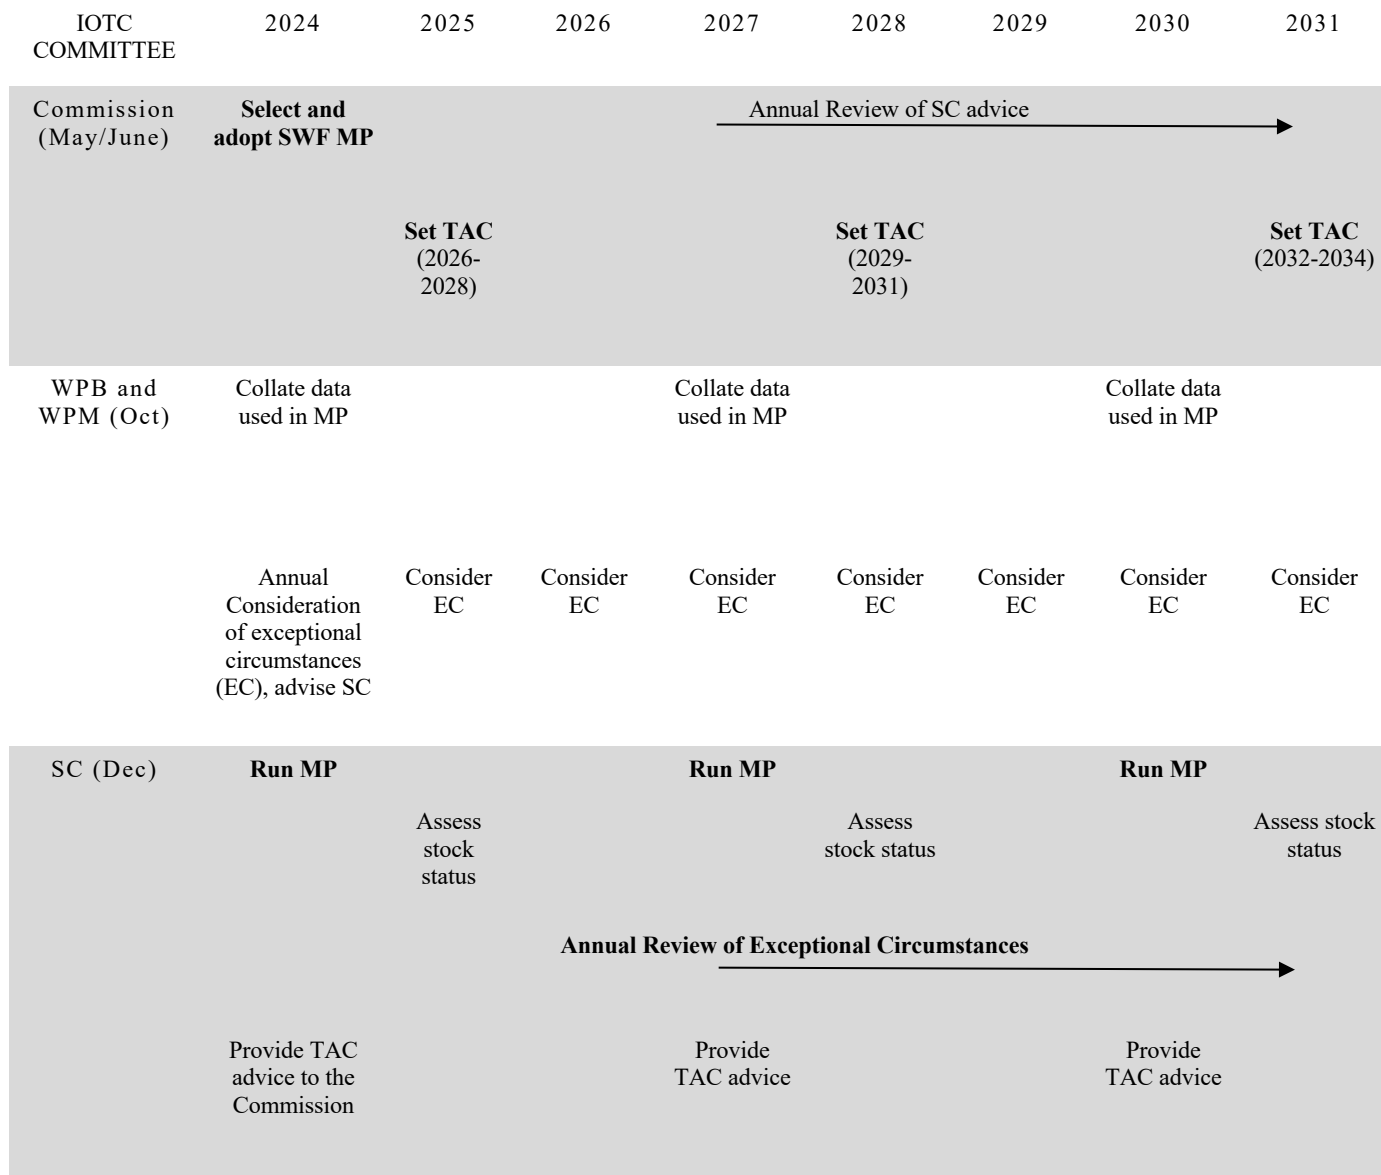 IOTC COMMITTEE 2024 2025 2026 2027 2028 2029 2030 2031
Commission (May/June)
Select and
adopt SWF MP
Annual Review of SC advice
Set TAC
(2026-
2028)
Set TAC
(2029-
2031)
Set TAC
(2032-2034)
WPB and
WPM (Oct)
Collate data
used in MP
Collate data
used in MP
Collate data
used in MP
Annual
Consideration
of exceptional
circumstances
(EC), advise SC
Consider
EC
Consider
EC
Consider
EC
Consider
EC
Consider
EC
Consider
EC
Consider
EC
SC (Dec)
Run MP
Run MP
Run MP
Assess
stock
status
Assess
stock status
Assess stock
status
Annual Review of Exceptional Circumstances
Provide TAC
advice to the
Commission
Provide
TAC advice
Provide
TAC advice